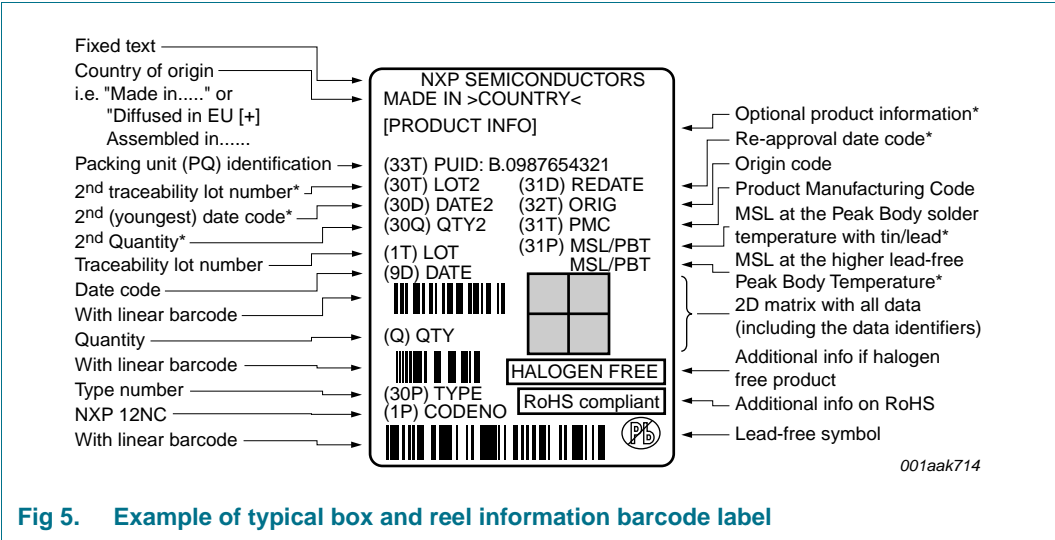 Fixed text
Country of origin
i.e. "Made in....." or
"Diffused in EU [+]
Assembled in......
Packing unit (PQ) identification
2nd traceability lot number*
2nd (youngest) date code*
2nd Quantity*
Traceability lot number
Date code
With linear barcode
Quantity
With linear barcode
Type number
NXP 12NC
With linear barcode
NXP SEMICONDUCTORS
MADE IN >COUNTRY<
[PRODUCT INFO]
(33T) PUID: B.0987654321
(30T) LOT2 (31D) REDATE
(30D) DATE2 (32T) ORIG
(30Q) QTY2 (31T) PMC
(31P) MSL/PBT
(1T) LOT MSL/PBT
(9D) DATE
(Q) QTY
HALOGEN FREE
(30P) TYPE
RoHS compliant
(1P) CODENO
Pb
Optional product information*
Re-approval date code*
Origin code
Product Manufacturing Code
MSL at the Peak Body solder
temperature with tin/lead*
MSL at the higher lead-free
Peak Body Temperature*
2D matrix with all data
(including the data identifiers)
Additional info if halogen
free product
Additional info on RoHS
Lead-free symbol
001aak714
Fig 5. Example of typical box and reel information barcode label